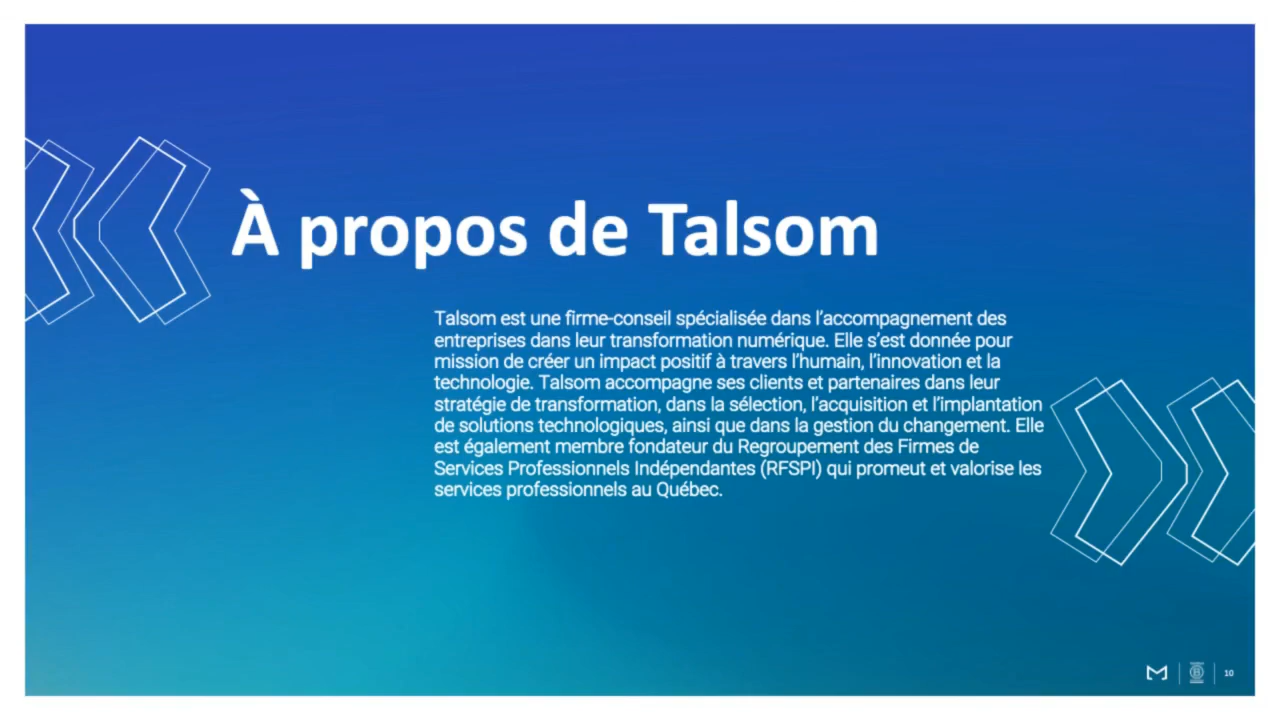 À propos de Talsom
Talsom est une firme-conseil spécialisée dans l'accompagnement des
entreprises dans leur transformation numérique. Elle s'est donnée pour
mission de créer un impact positif à travers l'humain, l'innovation et la
technologie. Talsom accompagne ses clients et partenaires dans leur
stratégie de transformation, dans la sélection, l'acquisition et l'implantation
de solutions technologiques, ainsi que dans la gestion du changement. Elle
est également membre fondateur du Regroupement des Firmes de
Services Professionnels Indépendantes (RFSPI) qui promeut et valorise les
services professionnels au Québec.
10